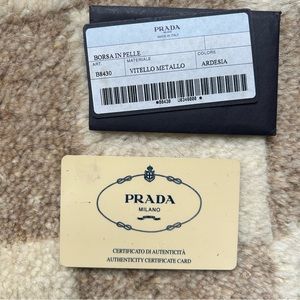 PRADA
MADE IN ITALY
BORSA IN PELLE
ART. MATERIALE COLORE
B8430 VITELLO METALLO ARDESIA
PRADA
MILANO
CERTIFICATO DI AUTENTICITÀ
AUTHENTICITY CERTIFICATE CARD